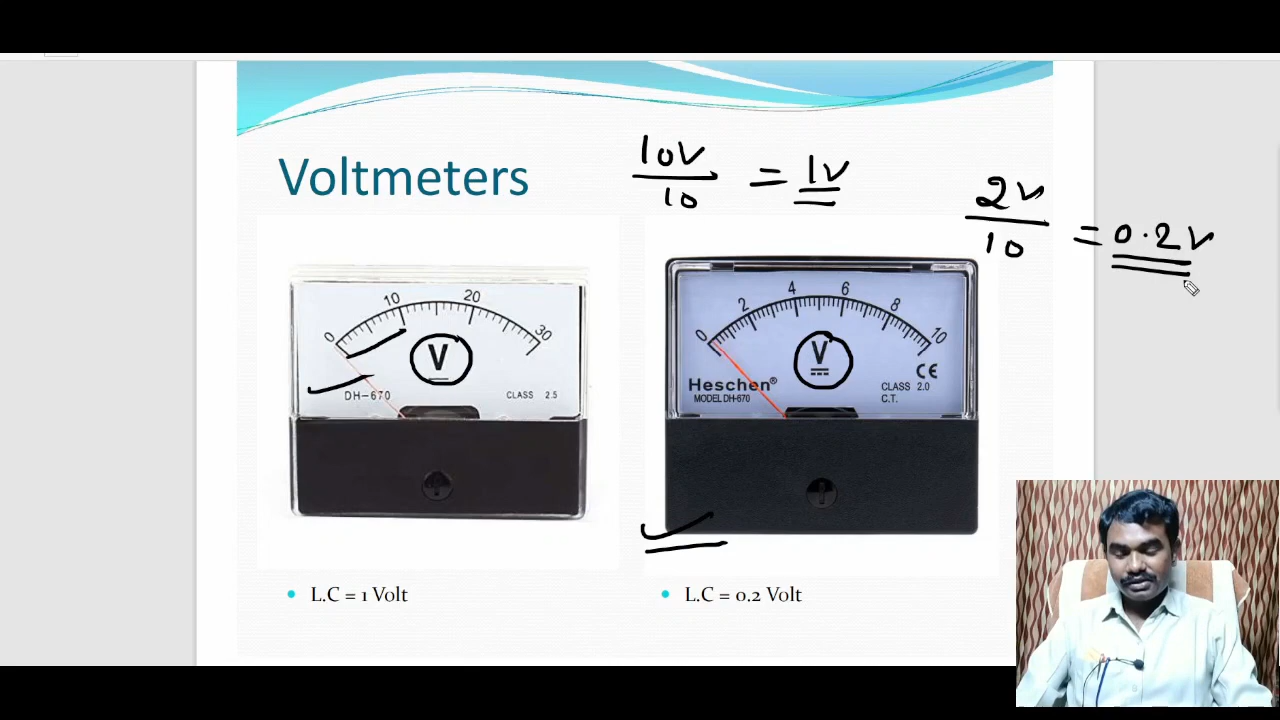 Voltmeters
10V
10
= 1V
2V
10
= 0.2V
0 10 20 30
V
DH-670
CLASS 2.5
0 2 4 6 8 10
V
Heschen®
MODEL DH-670
CE
CLASS 2.0
C.T.
L.C = 1 Volt
L.C = 0.2 Volt